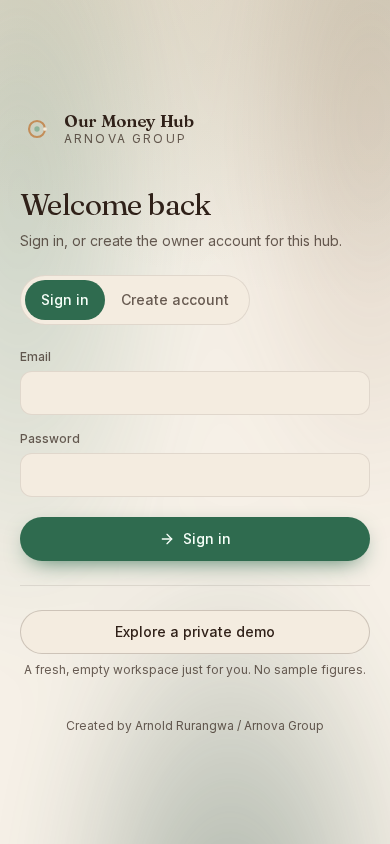 Our Money Hub
ARNOVA GROUP
Welcome back
Sign in, or create the owner account for this hub.
Sign in
Create account
Email
Password
Sign in
Explore a private demo
A fresh, empty workspace just for you. No sample figures.
Created by Arnold Rurangwa / Arnova Group